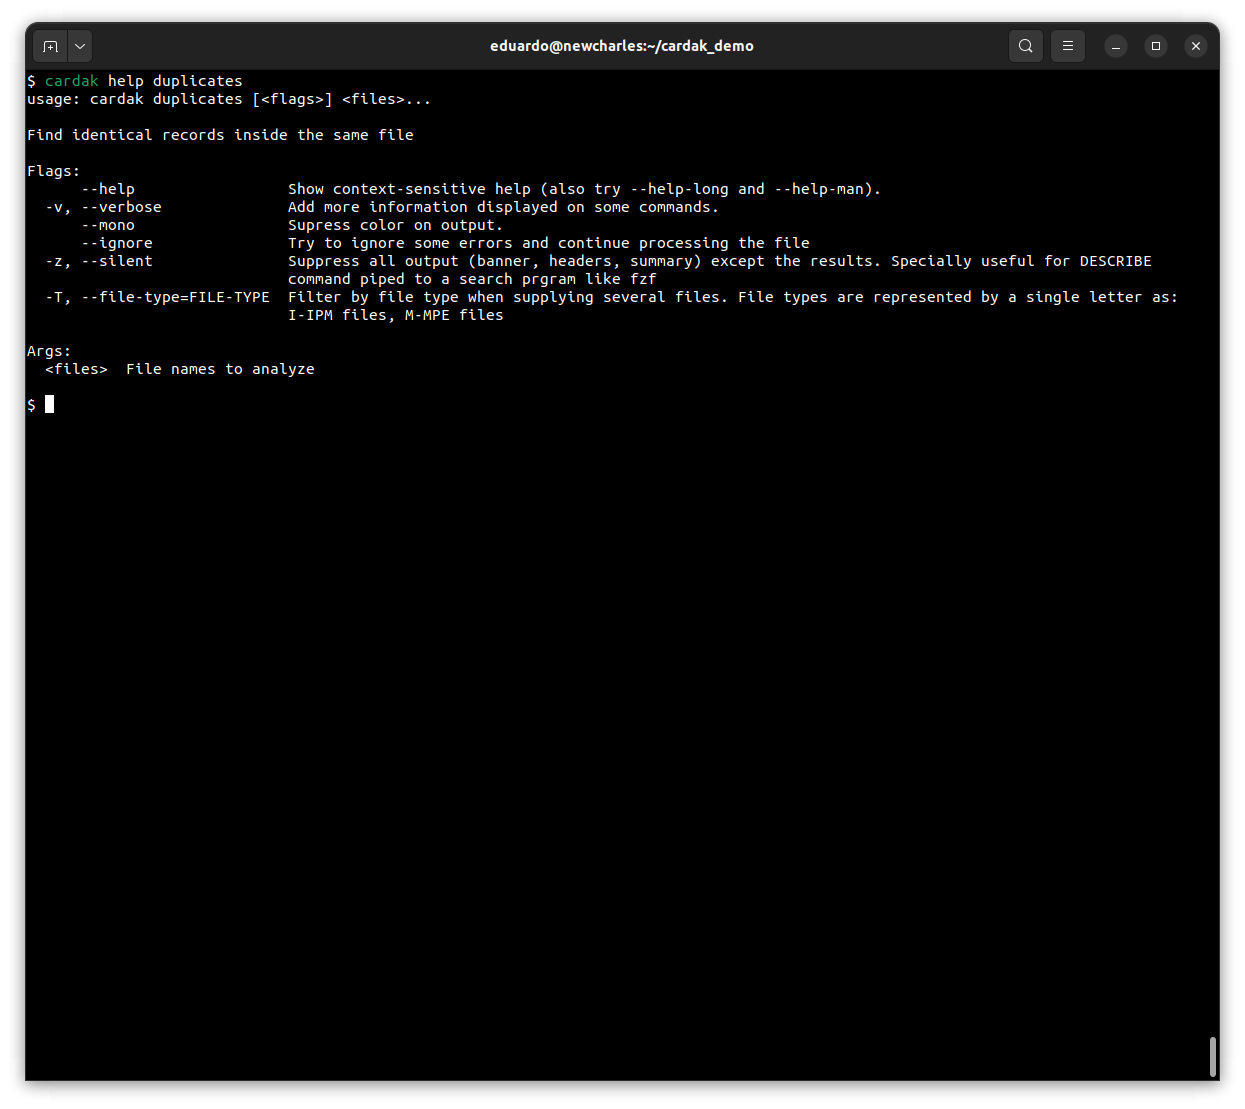 eduardo@newcharles:~/cardak_demo
$ cardak help duplicates
usage: cardak duplicates [<flags>] <files>...
Find identical records inside the same file
Flags:
--help Show context-sensitive help (also try --help-long and --help-man).
-v, --verbose Add more information displayed on some commands.
--mono Supress color on output.
--ignore Try to ignore some errors and continue processing the file
-z, --silent Suppress all output (banner, headers, summary) except the results. Specially useful for DESCRIBE
command piped to a search prgram like fzf
-T, --file-type=FILE-TYPE Filter by file type when supplying several files. File types are represented by a single letter as:
I-IPM files, M-MPE files
Args:
<files> File names to analyze
$